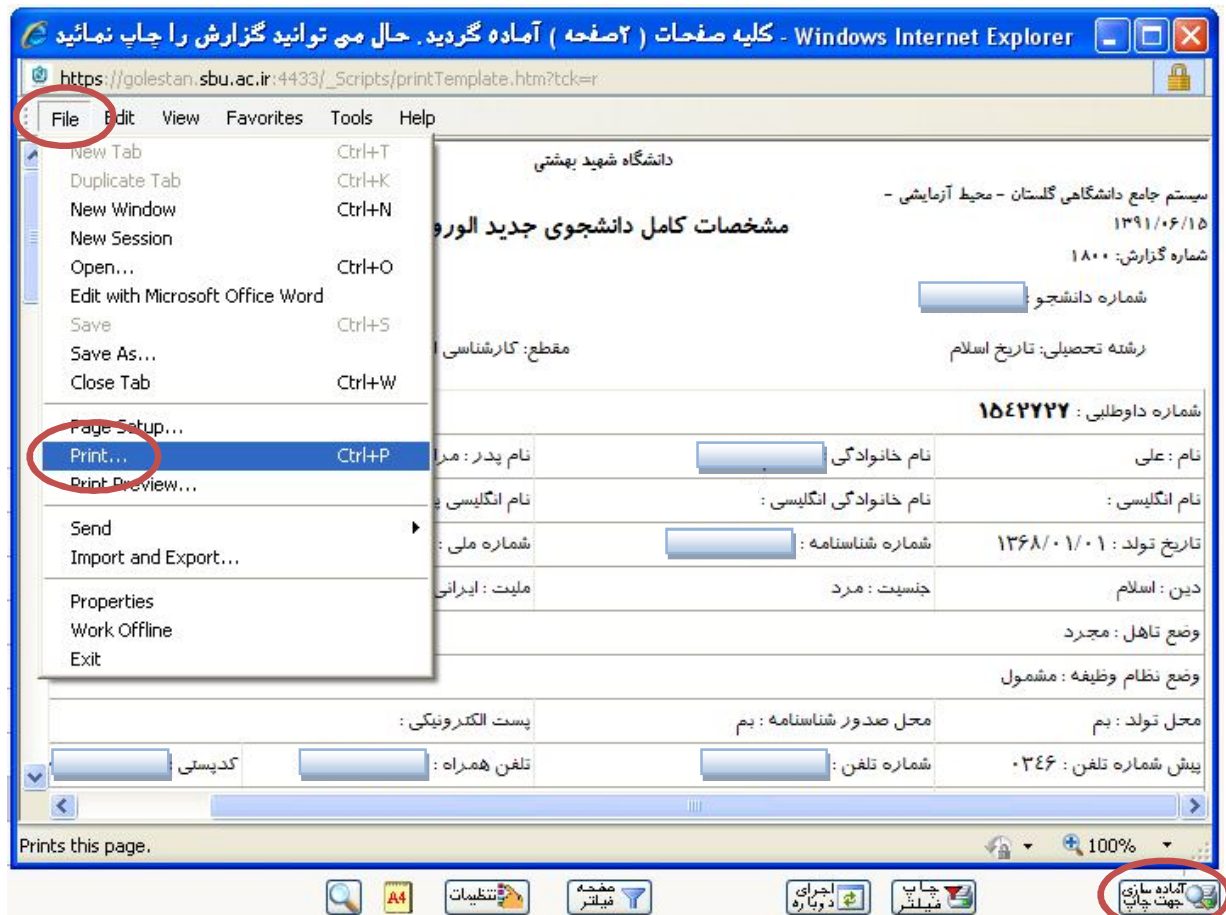 کلیه صفحات ( ۲صفحه ) آماده گردید. حال می توانید گزارش را چاپ نمائید - Windows Internet Explorer
https://golestan.sbu.ac.ir:4433/_Scripts/printTemplate.htm?tck=r
File Edit View Favorites Tools Help
New Tab Ctrl+T
Duplicate Tab Ctrl+K
New Window Ctrl+N
New Session
Open... Ctrl+O
Edit with Microsoft Office Word
Save Ctrl+S
Save As...
Close Tab Ctrl+W
Page Setup...
Print... Ctrl+P
Print Preview...
Send
Import and Export...
Properties
Work Offline
Exit
دانشگاه شهید بهشتی
سیستم جامع دانشگاهی گلستان - محیط آزمایشی -
مشخصات کامل دانشجوی جدید الورو
۱۳۹۱/۰۶/۱۵
شماره گزارش: ۱۸۰۰
شماره دانشجو :
رشته تحصیلی: تاریخ اسلام مقطع: کارشناسی
شماره داوطلبی : ۱۵۴۲۷۲۷
نام : علی نام خانوادگی : نام پدر : مرا
نام انگلیسی : نام خانوادگی انگلیسی : نام انگلیسی
تاریخ تولد : ۱۳۶۸/۰۱/۰۱ شماره شناسنامه : شماره ملی :
دین : اسلام جنسیت : مرد ملیت : ایرانی
وضع تاهل : مجرد
وضع نظام وظیفه : مشمول
محل تولد : بم محل صدور شناسنامه : بم پست الکترونیکی :
پیش شماره تلفن : ۰۳۴۶ شماره تلفن : تلفن همراه : کدپستی :
Prints this page. 100%
آماده سازی جهت چاپ چاپ فیلتر اجرای دوباره صفحه فیلتر تنظیمات A4